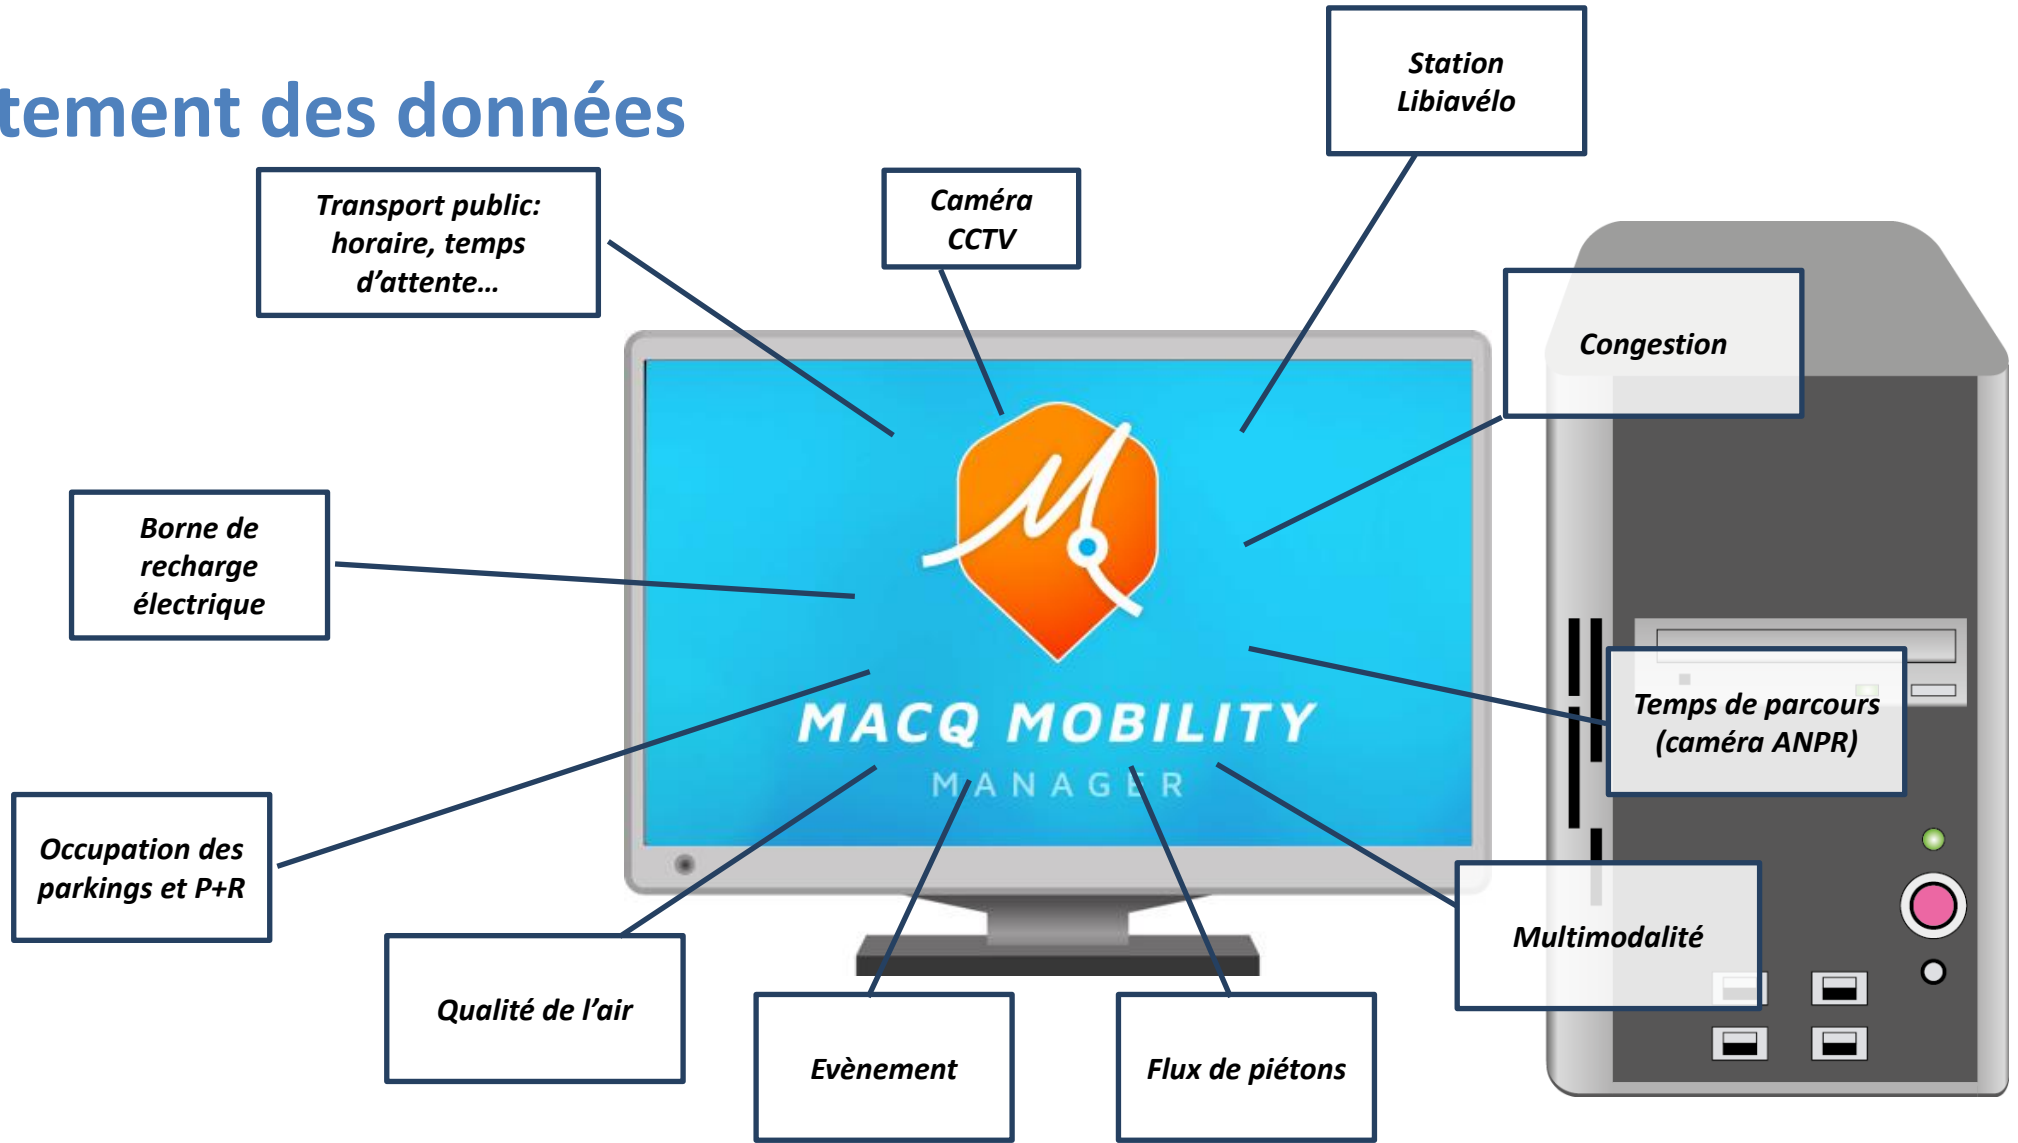 tement des données
Station
Libiavélo
Transport public:
horaire, temps
d’attente…
Caméra
CCTV
Congestion
Borne de
recharge
électrique
MACQ MOBILITY
MANAGER
Temps de parcours
(caméra ANPR)
Occupation des
parkings et P+R
Multimodalité
Qualité de l’air
Evènement
Flux de piétons